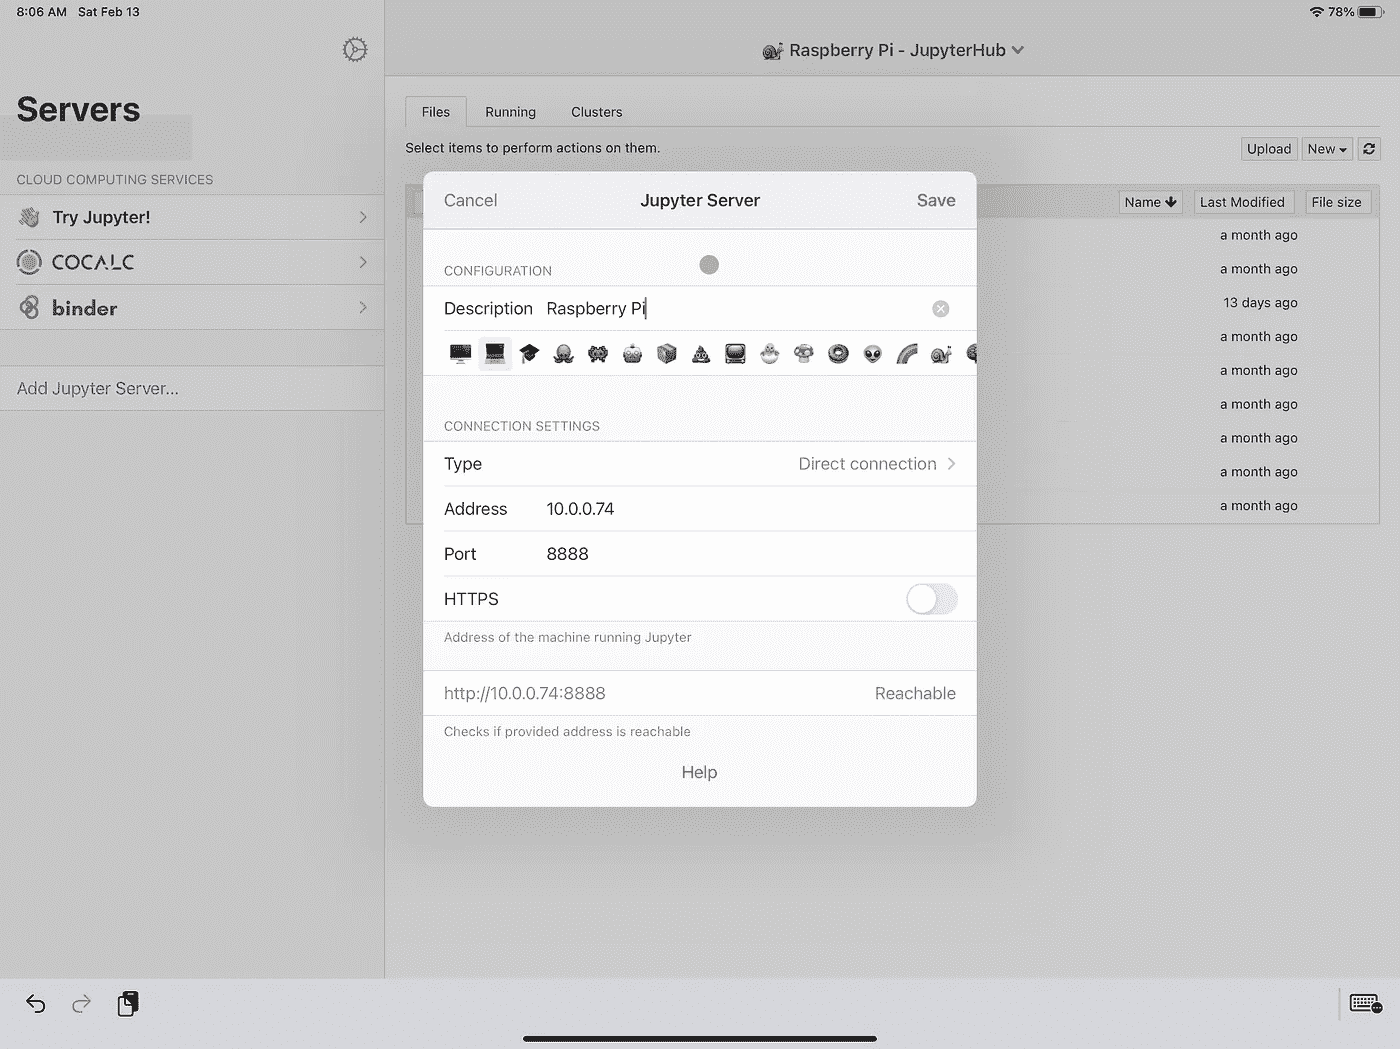 8:06 AM Sat Feb 13
78%
Servers
CLOUD COMPUTING SERVICES
Try Jupyter!
COCALC
binder
Add Jupyter Server...
Raspberry Pi - JupyterHub
Files Running Clusters
Select items to perform actions on them.
Upload New
Name Last Modified File size
a month ago
a month ago
13 days ago
a month ago
a month ago
a month ago
a month ago
a month ago
a month ago
Cancel Jupyter Server Save
CONFIGURATION
Description Raspberry Pi
CONNECTION SETTINGS
Type Direct connection
Address 10.0.0.74
Port 8888
HTTPS
Address of the machine running Jupyter
http://10.0.0.74:8888 Reachable
Checks if provided address is reachable
Help